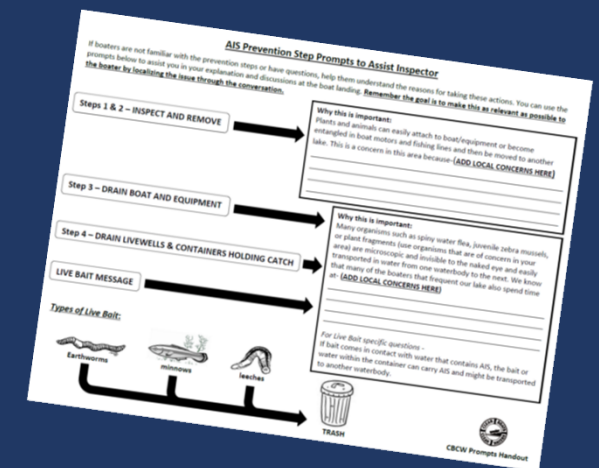 AIS Prevention Step Prompts to Assist Inspector
If boaters are not familiar with the prevention steps or have questions, help them understand the reasons for taking these actions. You can use the
prompts below to assist you in your explanation and discussions at the boat landing. Remember the goal is to make this as relevant as possible to
the boater by localizing the issue through the conversation.
Steps 1 & 2 – INSPECT AND REMOVE
Why this is important:
Plants and animals can easily attach to boat/equipment or become
entangled in boat motors and fishing lines and then be moved to another
lake. This is a concern in this area because-(ADD LOCAL CONCERNS HERE)
Step 3 – DRAIN BOAT AND EQUIPMENT
Step 4 – DRAIN LIVEWELLS & CONTAINERS HOLDING CATCH
LIVE BAIT MESSAGE
Why this is important:
Many organisms such as spiny water flea, juvenile zebra mussels,
or plant fragments (use organisms that are of concern in your
area) are microscopic and invisible to the naked eye and easily
transported in water from one waterbody to the next. We know
that many of the boaters that frequent our lake also spend time
at- (ADD LOCAL CONCERNS HERE)
For Live Bait specific questions -
If bait comes in contact with water that contains AIS, the bait or
water within the container can carry AIS and might be transported
to another waterbody.
Types of Live Bait:
Earthworms
minnows
leeches
TRASH
CBCW Prompts Handout